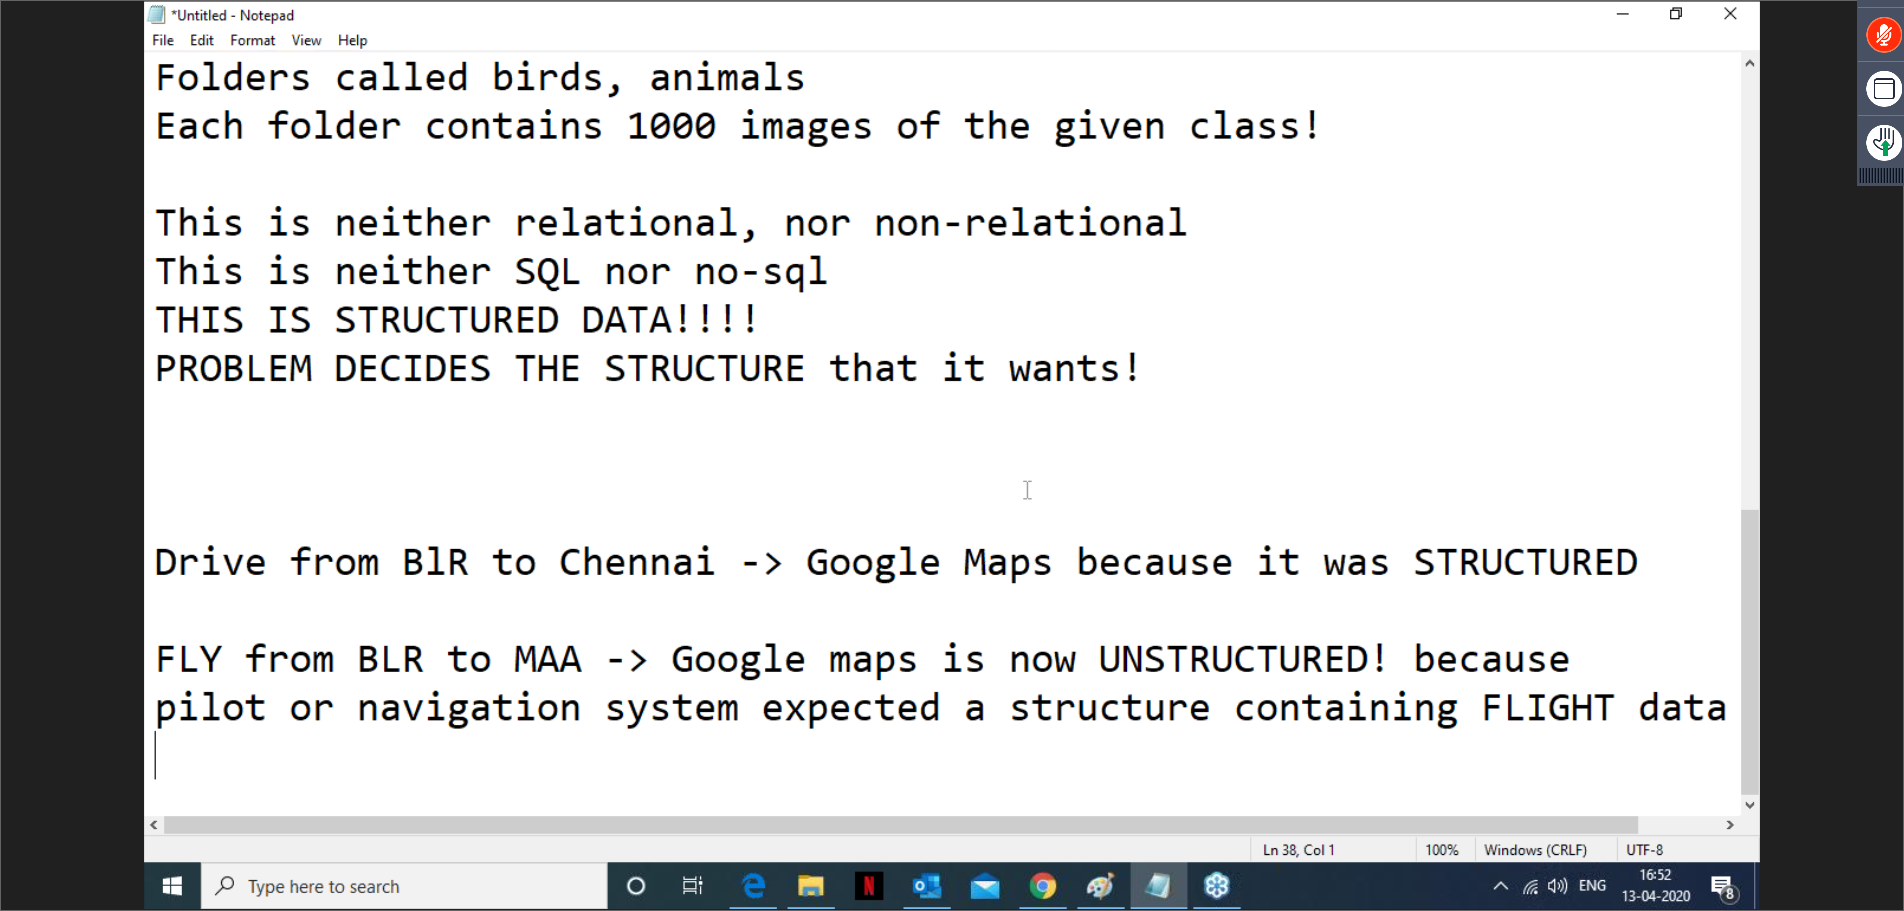 *Untitled - Notepad
File Edit Format View Help
Folders called birds, animals
Each folder contains 1000 images of the given class!
This is neither relational, nor non-relational
This is neither SQL nor no-sql
THIS IS STRUCTURED DATA!!!!
PROBLEM DECIDES THE STRUCTURE that it wants!
Drive from BlR to Chennai -> Google Maps because it was STRUCTURED
FLY from BLR to MAA -> Google maps is now UNSTRUCTURED! because
pilot or navigation system expected a structure containing FLIGHT data
Ln 38, Col 1 100% Windows (CRLF) UTF-8
Type here to search
N
ENG
16:52
13-04-2020
8